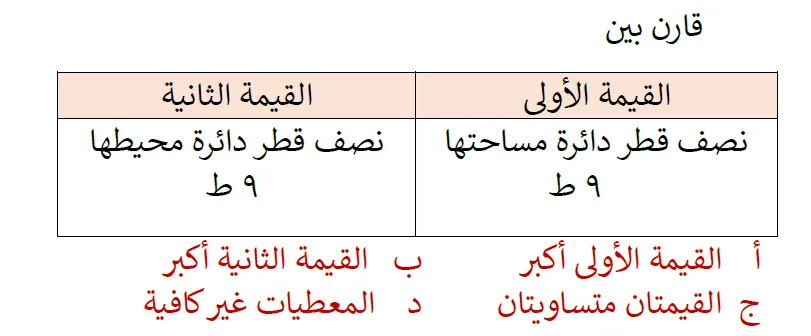 قارن بين
القيمة الأولى القيمة الثانية
نصف قطر دائرة مساحتها نصف قطر دائرة محيطها
٩ ط ٩ ط
أ القيمة الأولى أكبر ب القيمة الثانية أكبر
ج القيمتان متساويتان د المعطيات غير كافية